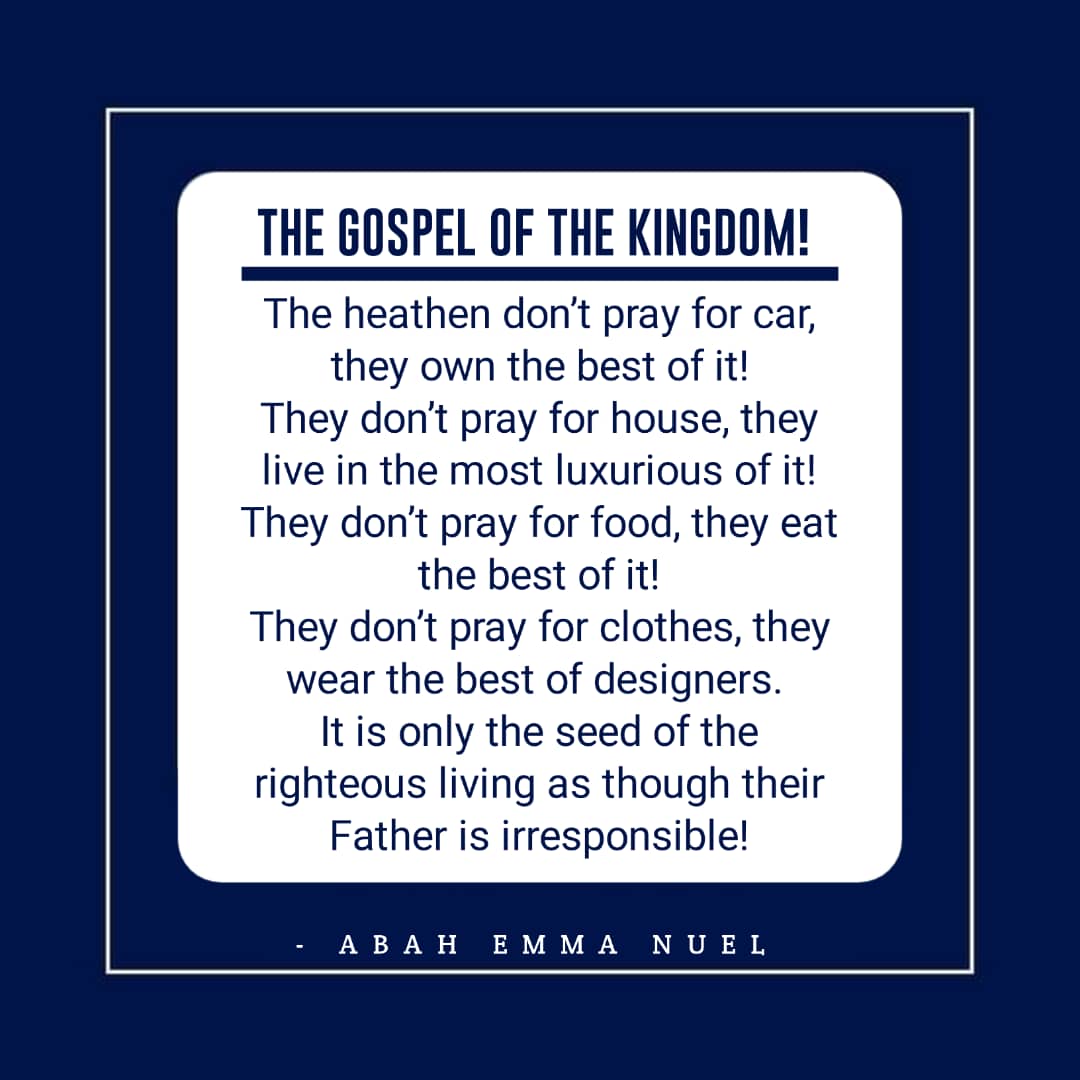 THE GOSPEL OF THE KINGDOM!
The heathen don’t pray for car,
they own the best of it!
They don’t pray for house, they
live in the most luxurious of it!
They don’t pray for food, they eat
the best of it!
They don’t pray for clothes, they
wear the best of designers.
It is only the seed of the
righteous living as though their
Father is irresponsible!
- ABAH EMMA NUEL